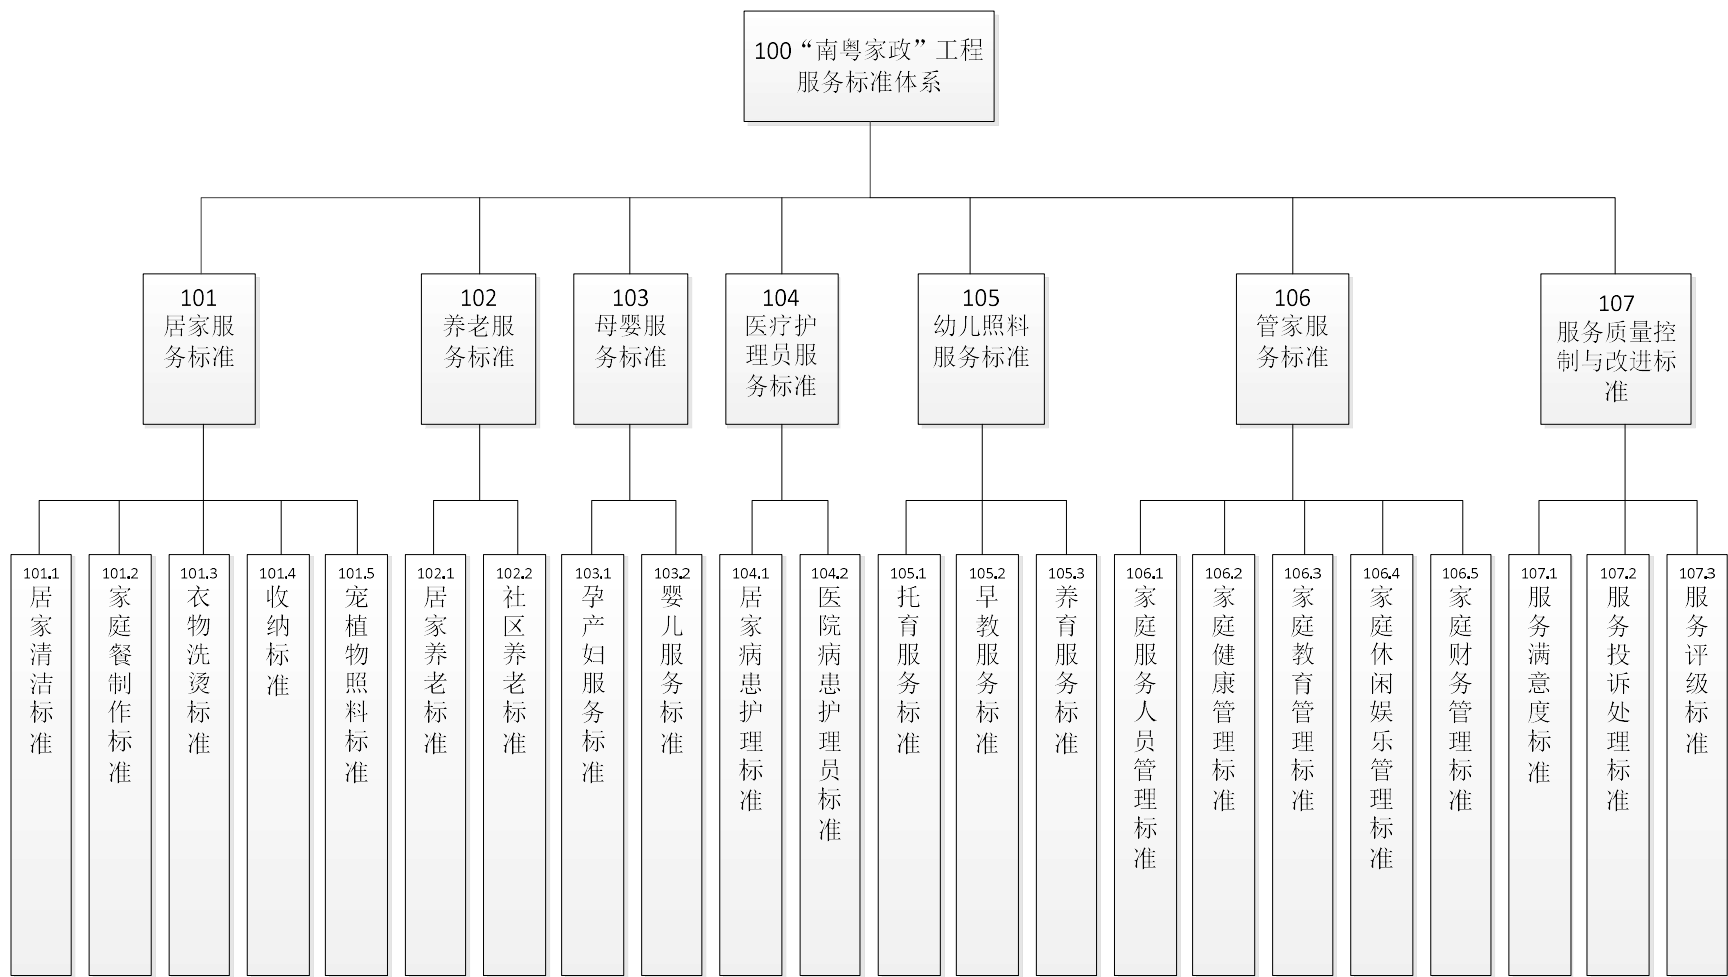 100“南粤家政”工程
服务标准体系
101
居家服
务标准
102
养老服
务标准
103
母婴服
务标准
104
医疗护
理员服
务标准
105
幼儿照料
服务标准
106
管家服
务标准
107
服务质量控
制与改进标
准
101.1
居家清洁标准
101.2
家庭餐制作标准
101.3
衣物洗烫标准
101.4
收纳标准
101.5
宠植物照料标准
102.1
居家养老标准
102.2
社区养老标准
103.1
孕产妇服务标准
103.2
婴儿服务标准
104.1
居家病患护理标准
104.2
医院病患护理员标准
105.1
托育服务标准
105.2
早教服务标准
105.3
养育服务标准
106.1
家庭服务人员管理标准
106.2
家庭健康管理标准
106.3
家庭教育管理标准
106.4
家庭休闲娱乐管理标准
106.5
家庭财务管理标准
107.1
服务满意度标准
107.2
服务投诉处理标准
107.3
服务评级标准